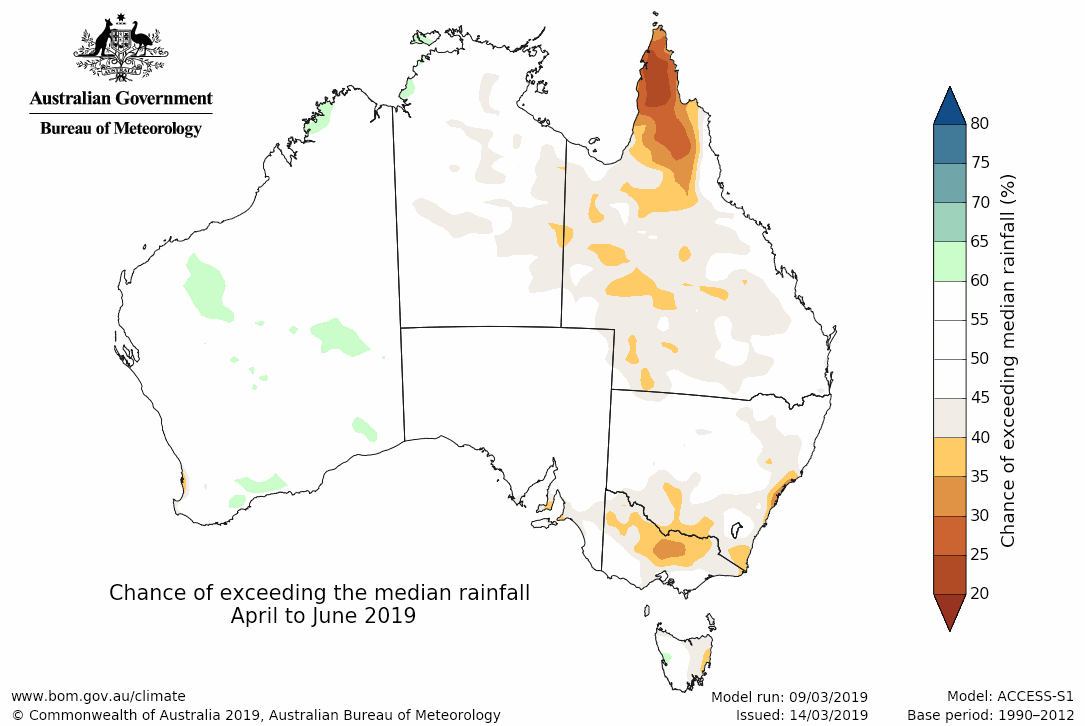 Australian Government
Bureau of Meteorology
80
75
70
65
60
55
50
45
40
35
30
25
20
Chance of exceeding median rainfall (%)
Chance of exceeding the median rainfall
April to June 2019
www.bom.gov.au/climate
© Commonwealth of Australia 2019, Australian Bureau of Meteorology
Model run: 09/03/2019
Issued: 14/03/2019
Model: ACCESS-S1
Base period: 1990–2012